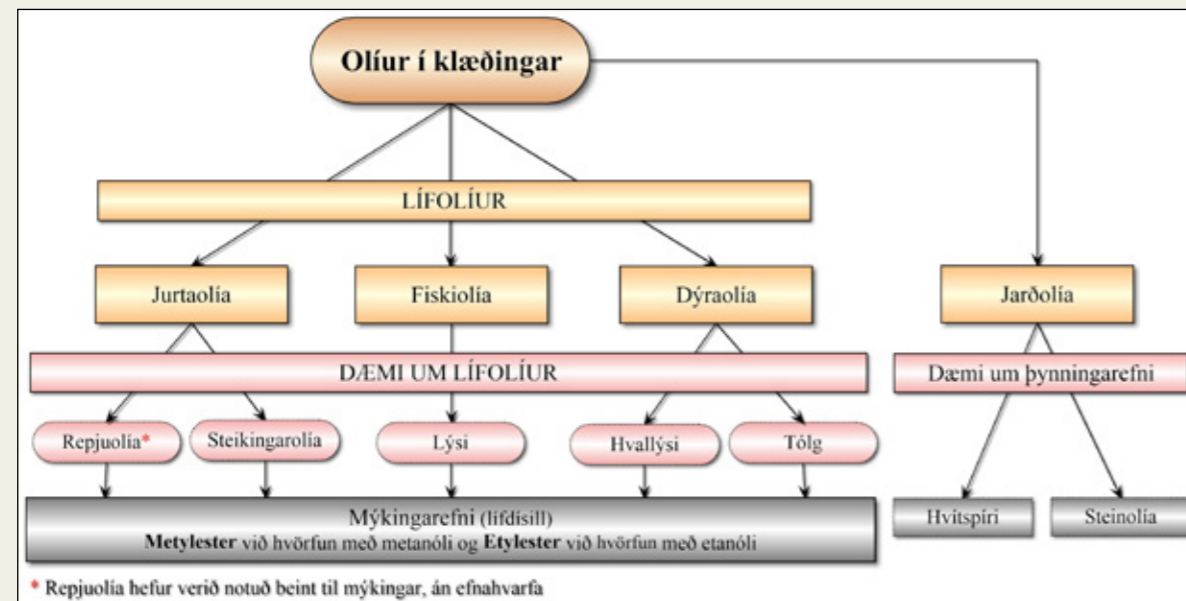 Olíur í klæðingar
LÍFOLÍUR
Jurtaolía Fiskiolía Dýraolía Jarðolía
DÆMI UM LÍFOLÍUR Dæmi um þynningarefni
Repjuolía* Steikingarolía Lýsi Hvallýsi Tólg
Mýkingarefni (lífdísill) Hvítspíri Steinolía
Metylester við hvörfun með metanóli og Etylester við hvörfun með etanóli
* Repjuolía hefur verið notuð beint til mýkingar, án efnahvarfa